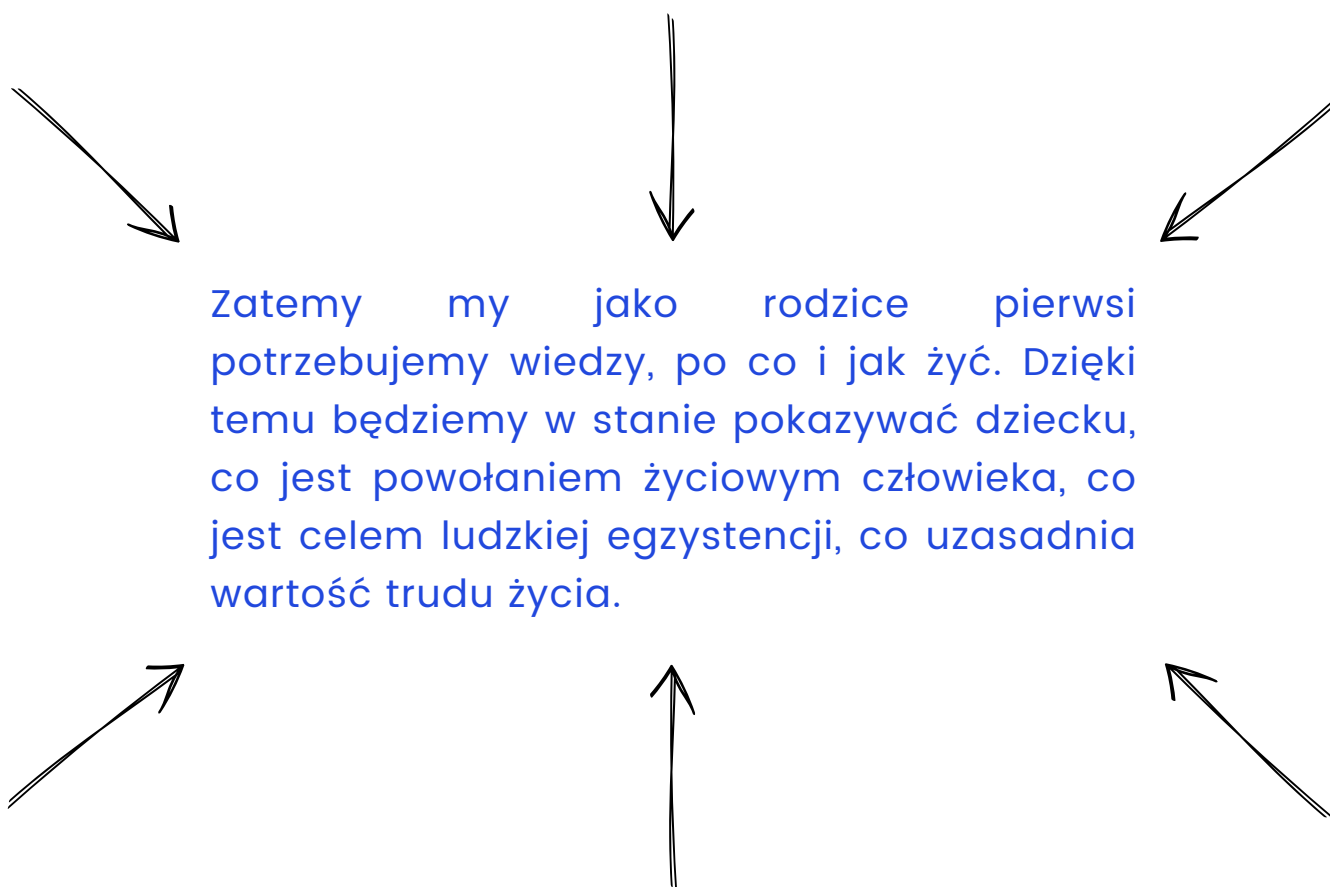 Zatemy my jako rodzice pierwsi
potrzebujemy wiedzy, po co i jak żyć. Dzięki
temu będziemy w stanie pokazywać dziecku,
co jest powołaniem życiowym człowieka, co
jest celem ludzkiej egzystencji, co uzasadnia
wartość trudu życia.